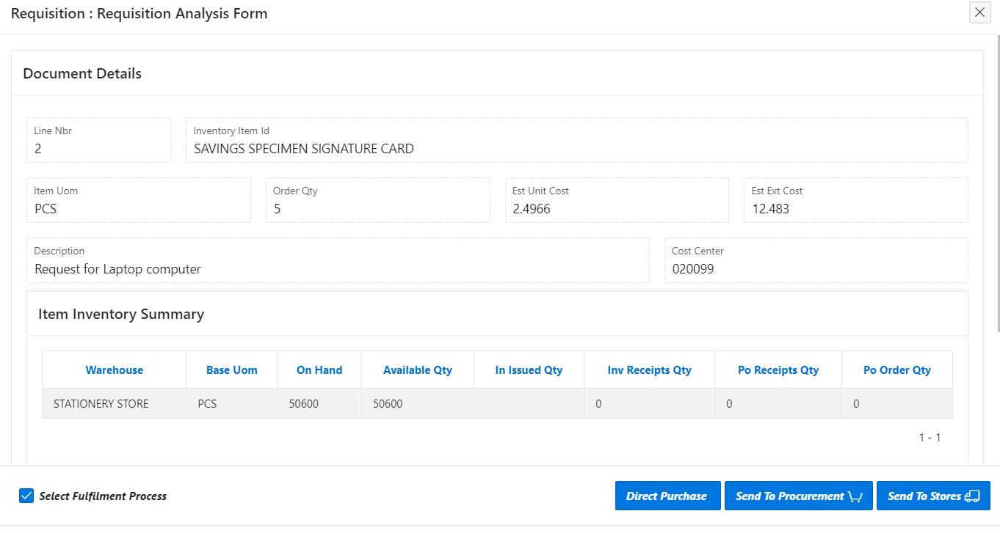 Requisition : Requisition Analysis Form
Document Details
Line Nbr
2
Inventory Item Id
SAVINGS SPECIMEN SIGNATURE CARD
Item Uom
PCS
Order Qty
5
Est Unit Cost
2.4966
Est Ext Cost
12.483
Description
Request for Laptop computer
Cost Center
020099
Item Inventory Summary
Warehouse Base Uom On Hand Available Qty In Issued Qty Inv Receipts Qty Po Receipts Qty Po Order Qty
STATIONERY STORE PCS 50600 50600 0 0 0
1 - 1
Select Fulfilment Process
Direct Purchase
Send To Procurement
Send To Stores